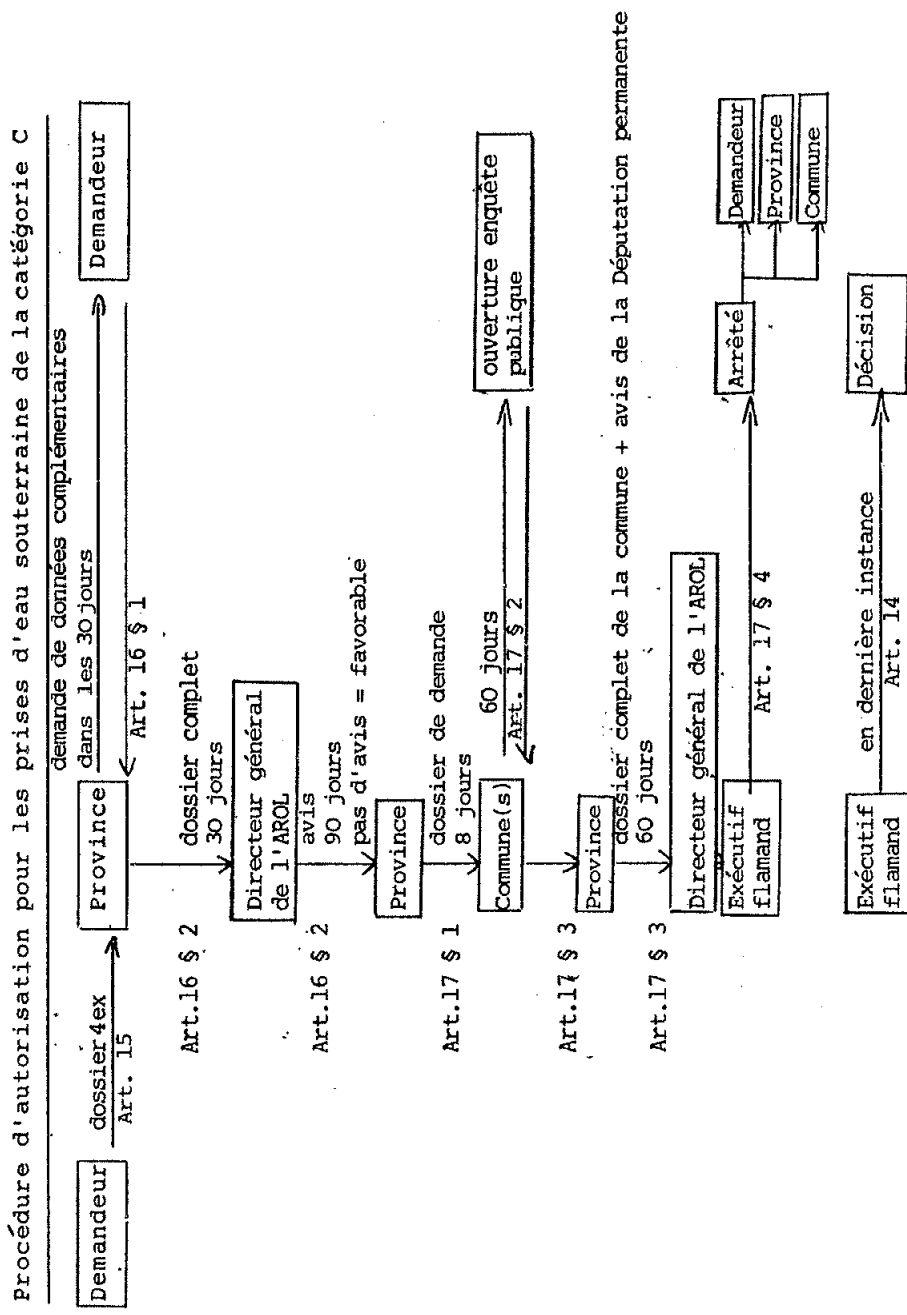 Procédure d'autorisation pour les prises d'eau souterraine de la catégorie C
demande de données complémentaires
Demandeur
dossier 4ex
Art. 15
Province
dans les 30 jours
Art. 16 § 1
Demandeur
Art.16 § 2
dossier complet
30 jours
Directeur général
de l'AROL
Art.16 § 2
avis
90 jours
pas d'avis = favorable
Province
Art.17 § 1
dossier de demande
8 jours
Commune(s)
60 jours
Art. 17 § 2
ouverture enquête
publique
Art.17 § 3
Province
Art.17 § 3
dossier complet de la commune + avis de la Députation permanente
60 jours
Directeur général de l'AROL
Exécutif
flamand
Art. 17 § 4
Arrêté
Demandeur
Province
Commune
Exécutif
flamand
en dernière instance
Art. 14
Décision